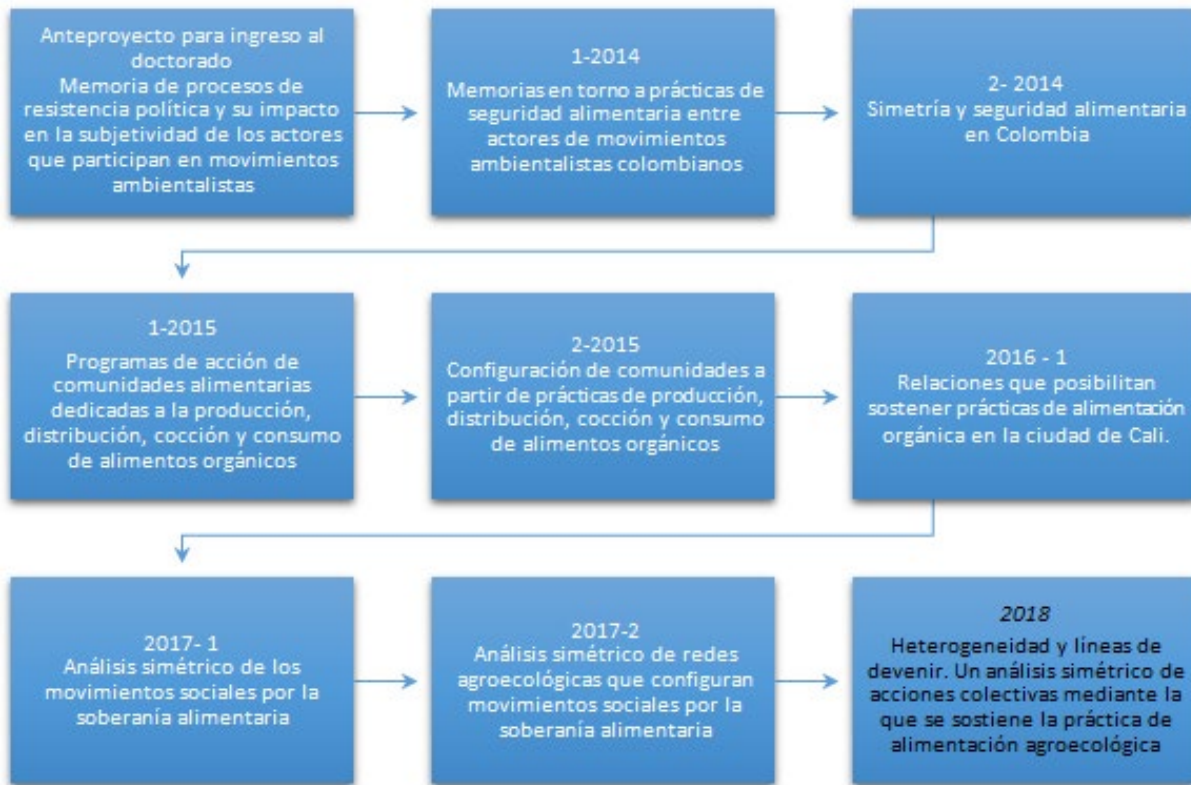 Anteproyecto para ingreso al
doctorado
Memoria de procesos de
resistencia política y su impacto
en la subjetividad de los actores
que participan en movimientos
ambientalistas
1-2014
Memorias en torno a prácticas de
seguridad alimentaria entre
actores de movimientos
ambientalistas colombianos
2- 2014
Simetría y seguridad alimentaria
en Colombia
1-2015
Programas de acción de
comunidades alimentarias
dedicadas a la producción,
distribución, cocción y consumo
de alimentos orgánicos
2-2015
Configuración de comunidades a
partir de prácticas de producción,
distribución, cocción y consumo
de alimentos orgánicos
2016 - 1
Relaciones que posibilitan
sostener prácticas de alimentación
orgánica en la ciudad de Cali.
2017- 1
Análisis simétrico de los
movimientos sociales por la
soberanía alimentaria
2017-2
Análisis simétrico de redes
agroecológicas que configuran
movimientos sociales por la
soberanía alimentaria
2018
Heterogeneidad y líneas de
devenir. Un análisis simétrico de
acciones colectivas mediante la
que se sostiene la práctica de
alimentación agroecológica